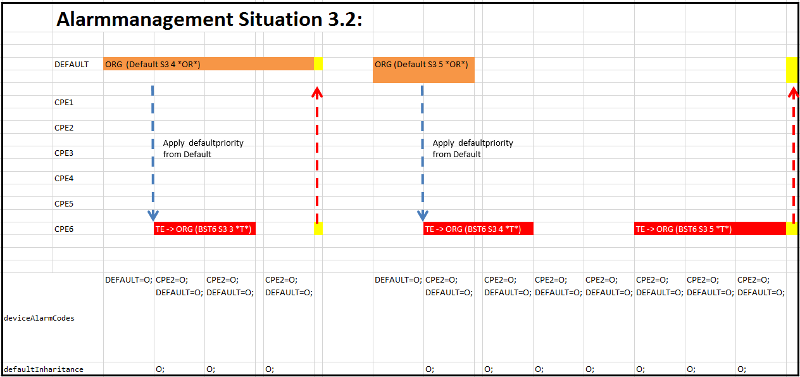 Alarmmanagement Situation 3.2:
DEFAULT ORG (Default S3 4 *OR*) ORG (Default S3 5 *OR*)
CPE1
CPE2
Apply defaultpriority Apply defaultpriority
CPE3 from Default from Default
CPE4
CPE5
CPE6 TE -> ORG (BST6 S3 3 *T*) TE -> ORG (BST6 S3 4 *T*) TE -> ORG (BST6 S3 5 *T*)
DEFAULT=O; CPE2=O; CPE2=O; CPE2=O; DEFAULT=O; CPE2=O; CPE2=O; CPE2=O; CPE2=O; CPE2=O; CPE2=O; CPE2=O;
DEFAULT=O; DEFAULT=O; DEFAULT=O; DEFAULT=O; DEFAULT=O; DEFAULT=O; DEFAULT=O; DEFAULT=O; DEFAULT=O; DEFAULT=O;
deviceAlarmCodes
defaultInharitance O; O; O; O; O; O; O; O; O; O;